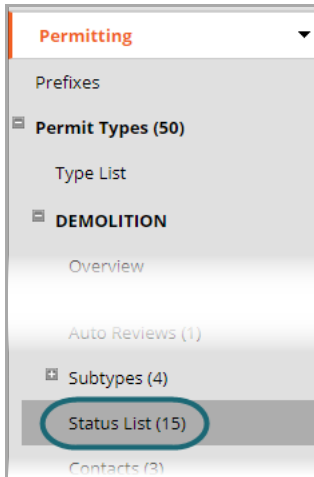 Permitting
Prefixes
Permit Types (50)
Type List
DEMOLITION
Overview
Auto Reviews (1)
Subtypes (4)
Status List (15)
Contacts (3)